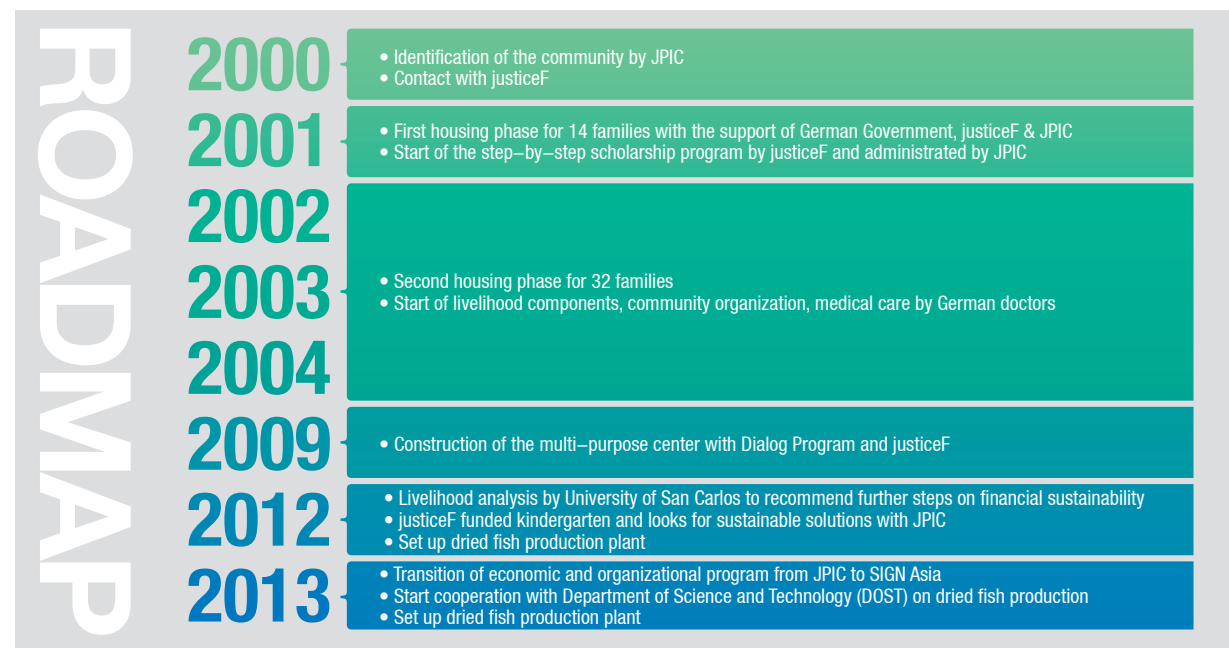 ROADMAP
2000
• Identification of the community by JPIC
• Contact with justiceF
2001
• First housing phase for 14 families with the support of German Government, justiceF & JPIC
• Start of the step–by–step scholarship program by justiceF and administrated by JPIC
2002
2003
2004
• Second housing phase for 32 families
• Start of livelihood components, community organization, medical care by German doctors
2009
• Construction of the multi–purpose center with Dialog Program and justiceF
2012
• Livelihood analysis by University of San Carlos to recommend further steps on financial sustainability
• justiceF funded kindergarten and looks for sustainable solutions with JPIC
• Set up dried fish production plant
2013
• Transition of economic and organizational program from JPIC to SIGN Asia
• Start cooperation with Department of Science and Technology (DOST) on dried fish production
• Set up dried fish production plant